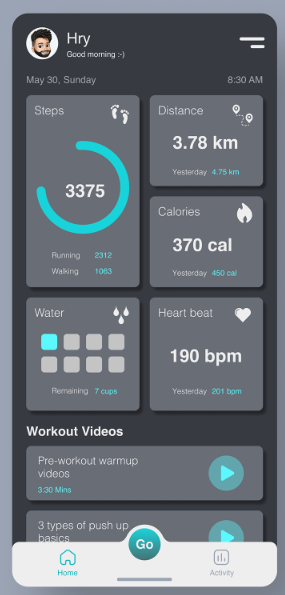 Hry
Good morning :-)
May 30, Sunday 8:30 AM
Steps
3375
Running 2312
Walking 1063
Distance
3.78 km
Yesterday 4.75 km
Calories
370 cal
Yesterday 450 cal
Water
Remaining 7 cups
Heart beat
190 bpm
Yesterday 201 bpm
Workout Videos
Pre-workout warmup
videos
3:30 Mins
3 types of push up
basics
Go
Home
Activity